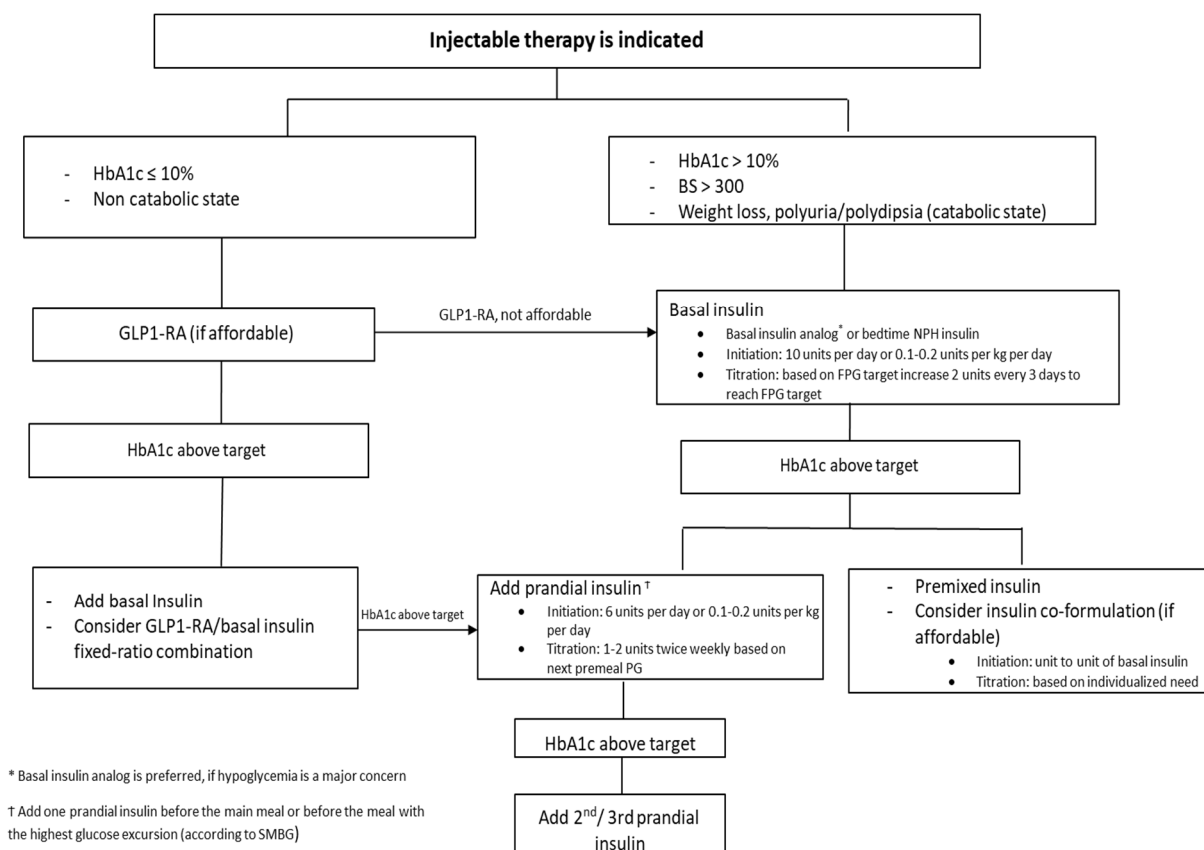 Injectable therapy is indicated
- HbA1c ≤ 10%
- Non catabolic state
- HbA1c > 10%
- BS > 300
- Weight loss, polyuria/polydipsia (catabolic state)
GLP1-RA (if affordable)
GLP1-RA, not affordable
Basal insulin
• Basal insulin analog* or bedtime NPH insulin
• Initiation: 10 units per day or 0.1-0.2 units per kg per day
• Titration: based on FPG target increase 2 units every 3 days to
reach FPG target
HbA1c above target
HbA1c above target
- Add basal Insulin
- Consider GLP1-RA/basal insulin
fixed-ratio combination
HbA1c above target
Add prandial insulin †
• Initiation: 6 units per day or 0.1-0.2 units per kg
per day
• Titration: 1-2 units twice weekly based on
next premeal PG
- Premixed insulin
- Consider insulin co-formulation (if
affordable)
• Initiation: unit to unit of basal insulin
• Titration: based on individualized need
HbA1c above target
Add 2nd/ 3rd prandial
insulin
* Basal insulin analog is preferred, if hypoglycemia is a major concern
† Add one prandial insulin before the main meal or before the meal with
the highest glucose excursion (according to SMBG)